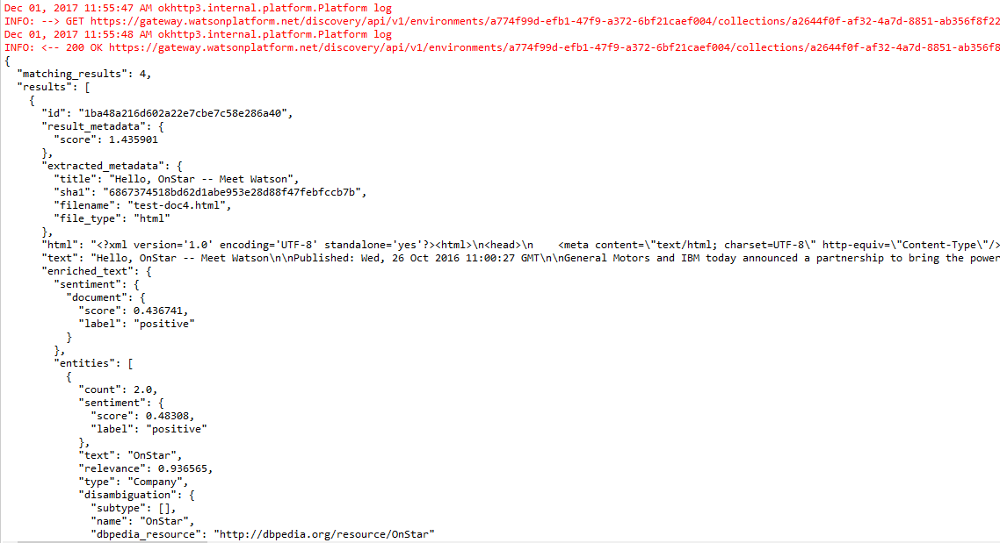 Dec 01, 2017 11:55:47 AM okhttp3.internal.platform.Platform log
INFO: --> GET https://gateway.watsonplatform.net/discovery/api/v1/environments/a774f99d-efb1-47f9-a372-6bf21caef004/collections/a2644f0f-af32-4a7d-8851-ab356f8f22
Dec 01, 2017 11:55:48 AM okhttp3.internal.platform.Platform log
INFO: <-- 200 OK https://gateway.watsonplatform.net/discovery/api/v1/environments/a774f99d-efb1-47f9-a372-6bf21caef004/collections/a2644f0f-af32-4a7d-8851-ab356f8
{
  "matching_results": 4,
  "results": [
    {
      "id": "1ba48a216d602a22e7cbe7c58e286a40",
      "result_metadata": {
        "score": 1.435901
      },
      "extracted_metadata": {
        "title": "Hello, OnStar -- Meet Watson",
        "sha1": "6867374518bd62d1abe953e28d88f47febfccb7b",
        "filename": "test-doc4.html",
        "file_type": "html"
      },
      "html": "<?xml version='1.0' encoding='UTF-8' standalone='yes'?><html>\n<head>\n    <meta content=\"text/html; charset=UTF-8\" http-equiv=\"Content-Type\"/>
      "text": "Hello, OnStar -- Meet Watson\n\nPublished: Wed, 26 Oct 2016 11:00:27 GMT\n\nGeneral Motors and IBM today announced a partnership to bring the power
      "enriched_text": {
        "sentiment": {
          "document": {
            "score": 0.436741,
            "label": "positive"
          }
        },
        "entities": [
          {
            "count": 2.0,
            "sentiment": {
              "score": 0.48308,
              "label": "positive"
            },
            "text": "OnStar",
            "relevance": 0.936565,
            "type": "Company",
            "disambiguation": {
              "subtype": [],
              "name": "OnStar",
              "dbpedia_resource": "http://dbpedia.org/resource/OnStar"